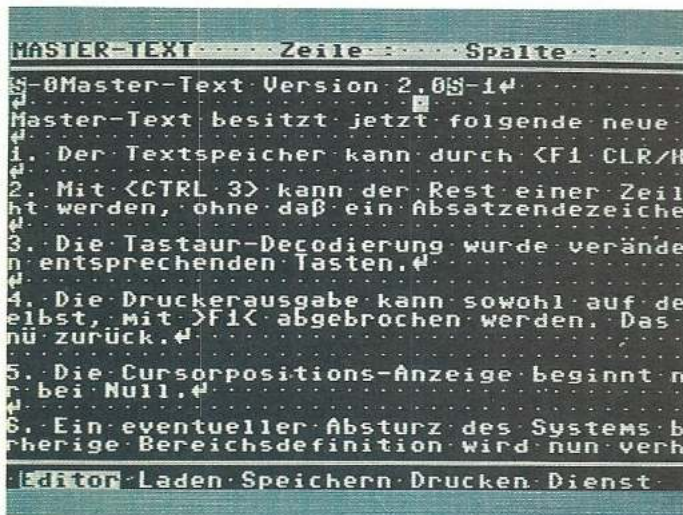 MASTER-TEXT Zeile : Spalte :
S-0Master-Text Version 2.0S-1↵
↵
Master-Text besitzt jetzt folgende neue
↵
1. Der Textspeicher kann durch <F1 CLR/H
↵
2. Mit <CTRL 3> kann der Rest einer Zeil
ht werden, ohne daß ein Absatzendezeiche
↵
3. Die Tastaur-Decodierung wurde verände
n entsprechenden Tasten.↵
↵
4. Die Druckerausgabe kann sowohl auf de
elbst, mit >F1< abgebrochen werden. Das
nü zurück.↵
5. Die Cursorpositions-Anzeige beginnt n
r bei Null.↵
↵
6. Ein eventueller Absturz des Systems b
rherige Bereichsdefinition wird nun verh
Editor Laden Speichern Drucken Dienst